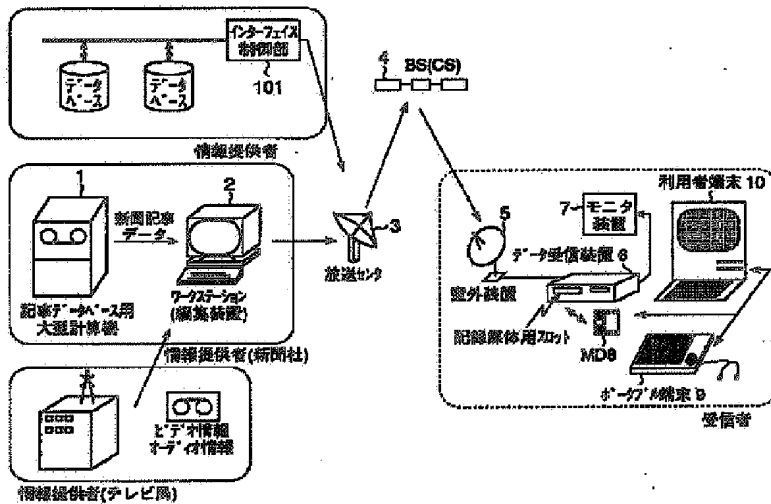 インターフェイス
制御部
101
データ
ベース
データ
ベース
情報提供者
4
BS(CS)
1
新聞記事
データ
2
ワークステーション
(編集装置)
記事データベース用
大型計算機
情報提供者(新聞社)
3
放送センタ
5
室外装置
データ受信装置 6
7
モニタ
装置
利用者端末 10
記録媒体用スロット
MD8
ポータブル端末 9
受信者
ビデオ情報
オーディオ情報
情報提供者(テレビ局)